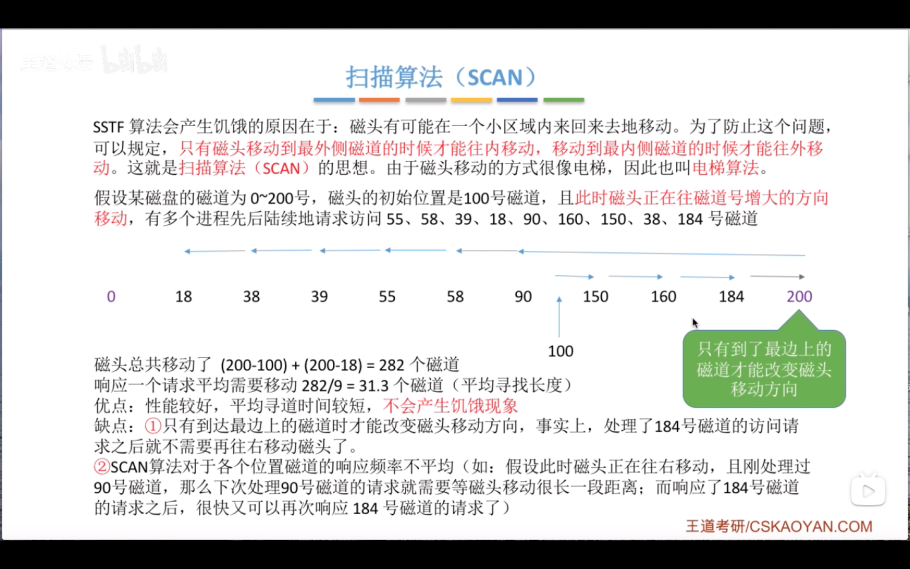 扫描算法（SCAN）
SSTF 算法会产生饥饿的原因在于：磁头有可能在一个小区域内来回来去地移动。为了防止这个问题，
可以规定，只有磁头移动到最外侧磁道的时候才能往内移动，移动到最内侧磁道的时候才能往外移
动。这就是扫描算法（SCAN）的思想。由于磁头移动的方式很像电梯，因此也叫电梯算法。
假设某磁盘的磁道为 0~200号，磁头的初始位置是100号磁道，且此时磁头正在往磁道号增大的方向
移动，有多个进程先后陆续地请求访问 55、58、39、18、90、160、150、38、184 号磁道
0 18 38 39 55 58 90 150 160 184 200
100
只有到了最边上的
磁道才能改变磁头
移动方向
磁头总共移动了 (200-100) + (200-18) = 282 个磁道
响应一个请求平均需要移动 282/9 = 31.3 个磁道（平均寻找长度）
优点：性能较好，平均寻道时间较短，不会产生饥饿现象
缺点：①只有到达最边上的磁道时才能改变磁头移动方向，事实上，处理了184号磁道的访问请
求之后就不需要再往右移动磁头了。
②SCAN算法对于各个位置磁道的响应频率不平均（如：假设此时磁头正在往右移动，且刚处理过
90号磁道，那么下次处理90号磁道的请求就需要等磁头移动很长一段距离；而响应了184号磁道
的请求之后，很快又可以再次响应 184 号磁道的请求了）
王道考研/CSKAOYAN.COM